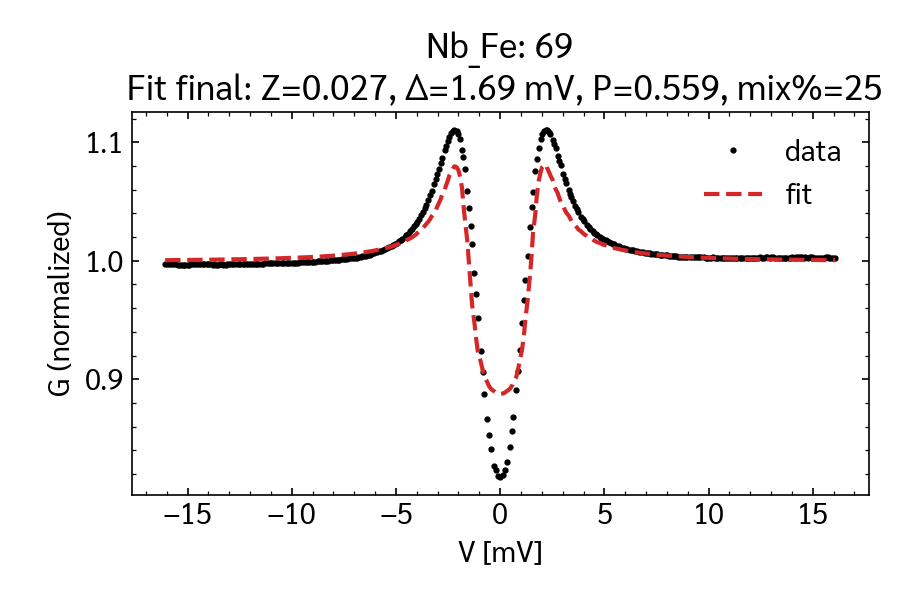 Nb_Fe: 69
Fit final: Z=0.027, Δ=1.69 mV, P=0.559, mix%=25
1.1
1.0
0.9
G (normalized)
data
fit
−15 −10 −5 0 5 10 15
V [mV]